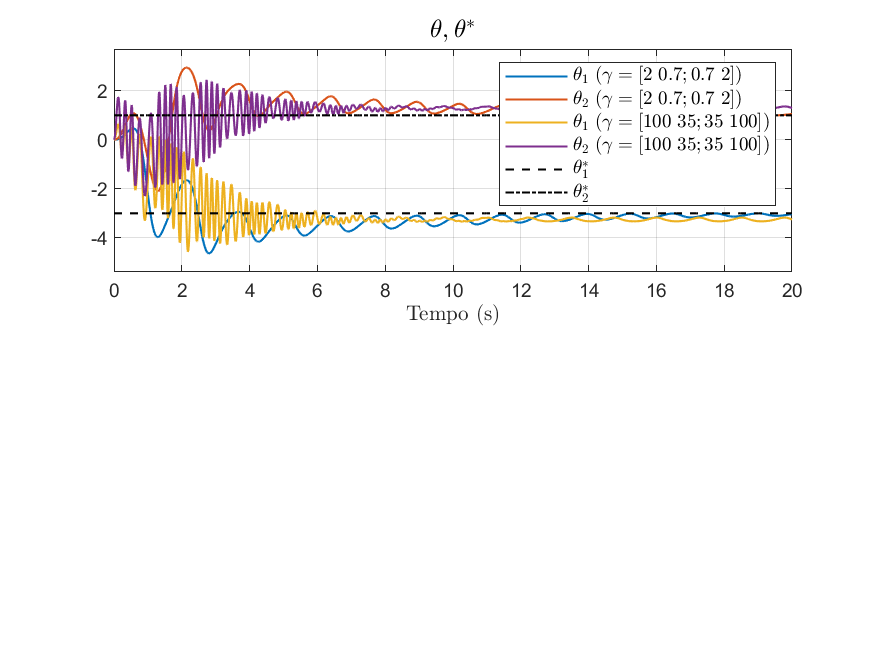 θ, θ*
2
0
-2
-4
θ₁ (γ = [2 0.7; 0.7 2])
θ₂ (γ = [2 0.7; 0.7 2])
θ₁ (γ = [100 35; 35 100])
θ₂ (γ = [100 35; 35 100])
θ₁*
θ₂*
0 2 4 6 8 10 12 14 16 18 20
Tempo (s)